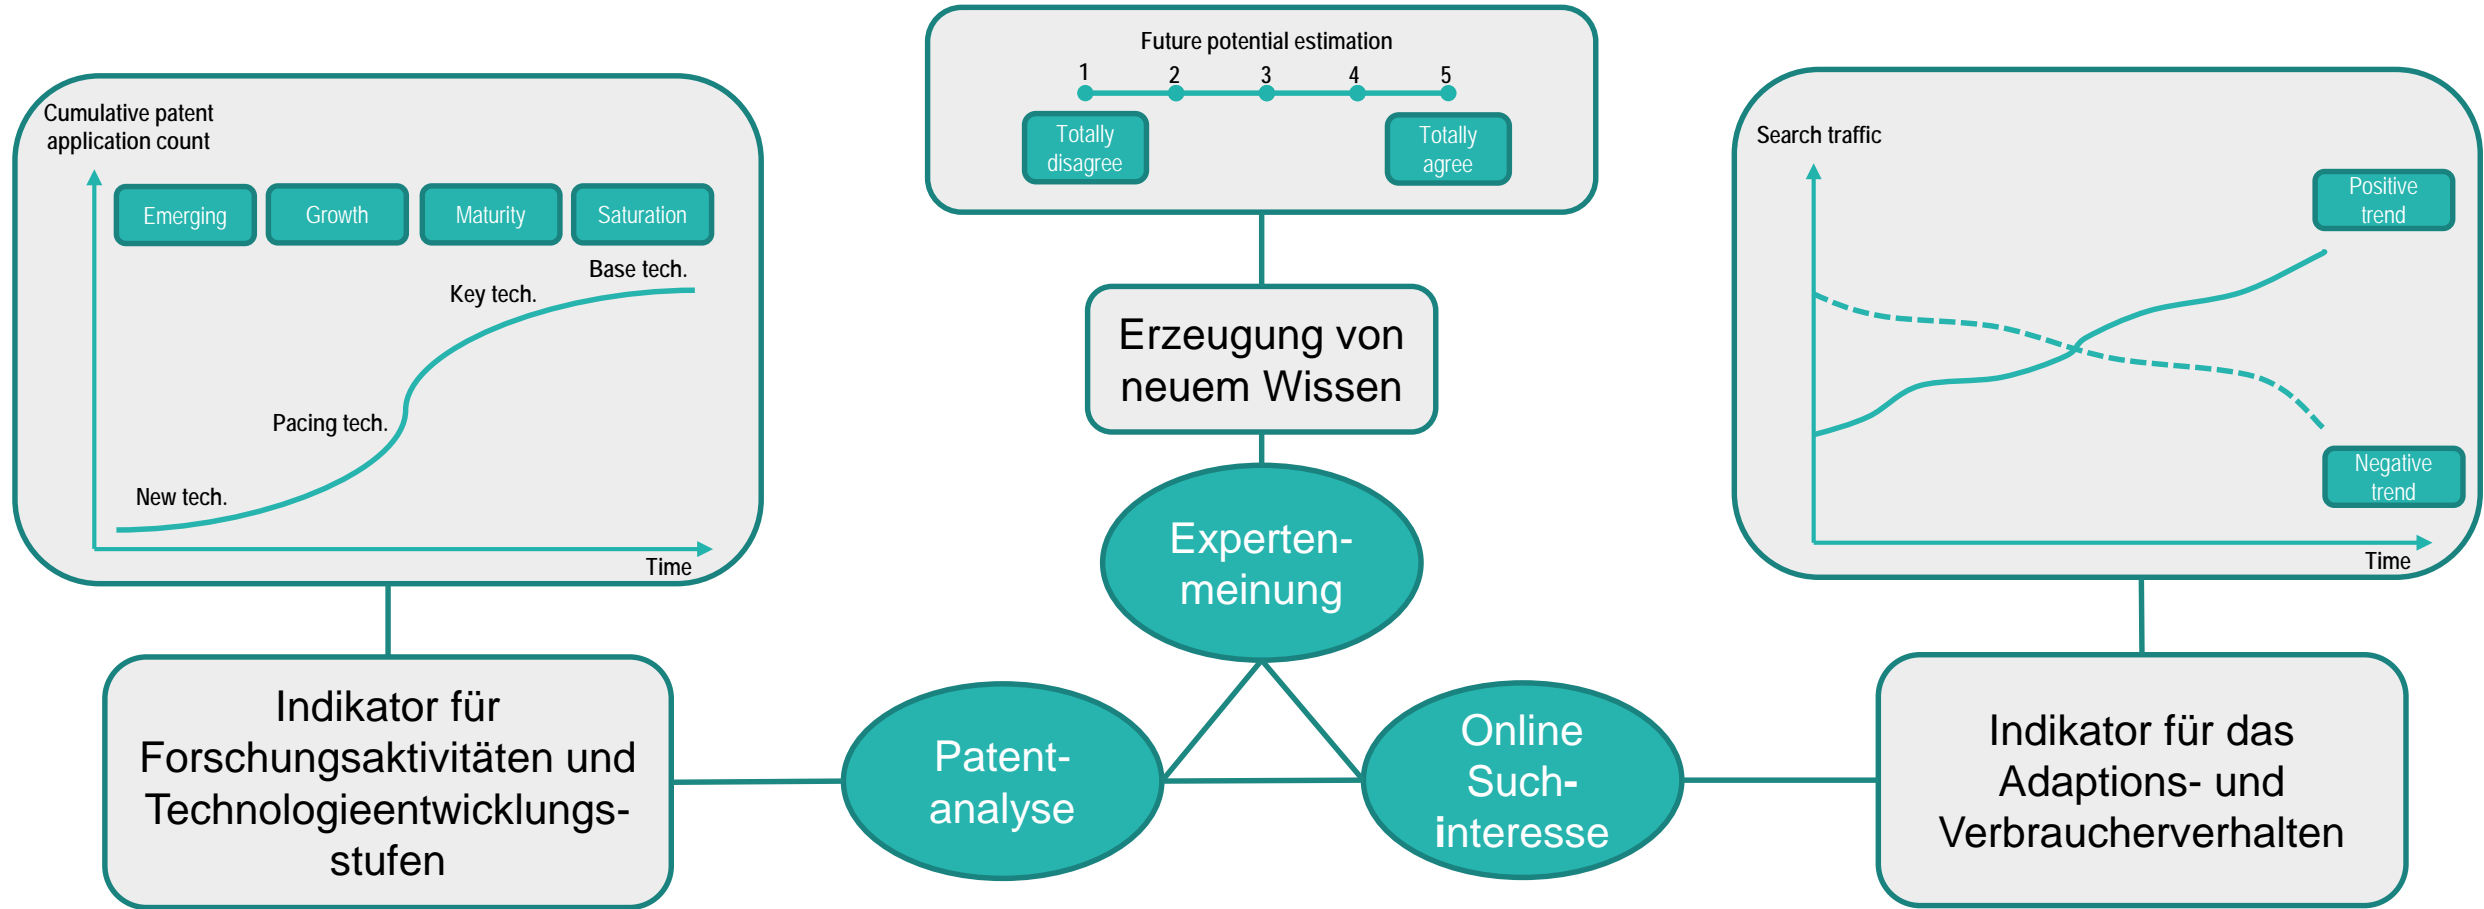 Cumulative patent
application count
Emerging
Growth
Maturity
Saturation
Base tech.
Key tech.
Pacing tech.
New tech.
Time
Indikator für
Forschungsaktivitäten und
Technologieentwicklungs-
stufen
Future potential estimation
1 2 3 4 5
Totally
disagree
Totally
agree
Erzeugung von
neuem Wissen
Experten-
meinung
Patent-
analyse
Online
Such-
interesse
Search traffic
Positive
trend
Negative
trend
Time
Indikator für das
Adaptions- und
Verbraucherverhalten